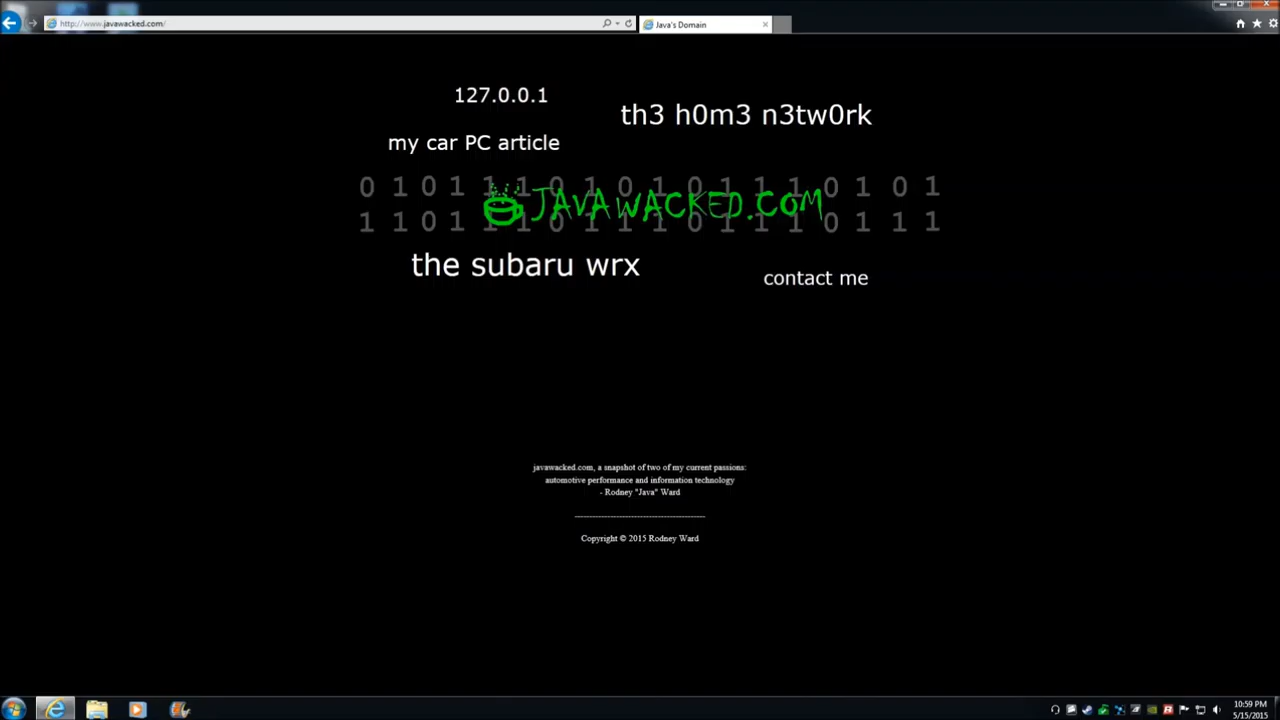 http://www.javawacked.com/
Java's Domain
127.0.0.1
th3 h0m3 n3tw0rk
my car PC article
0 1 0 1 1 1 0 1 0 1 0 1 1 1 0 1 0 1
JAVAWACKED.COM
1 1 0 1 1 1 0 1 1 1 0 1 1 1 0 1 1 1
the subaru wrx
contact me
javawacked.com, a snapshot of two of my current passions:
automotive performance and information technology
- Rodney "Java" Ward
Copyright © 2015 Rodney Ward
10:59 PM
5/15/2015